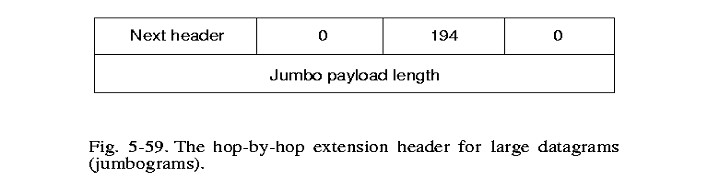 Next header 0 194 0
Jumbo payload length
Fig. 5-59. The hop-by-hop extension header for large datagrams
(jumbograms).